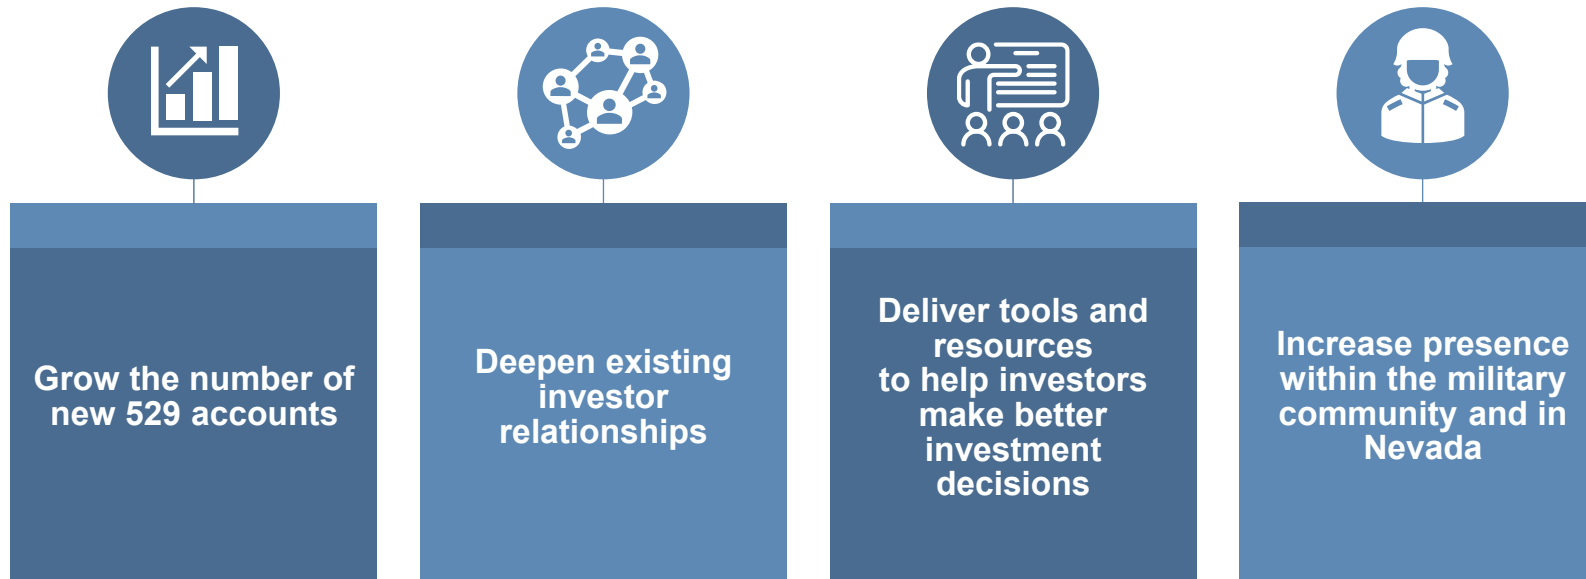 Grow the number of
new 529 accounts
Deepen existing
investor
relationships
Deliver tools and
resources
to help investors
make better
investment
decisions
Increase presence
within the military
community and in
Nevada